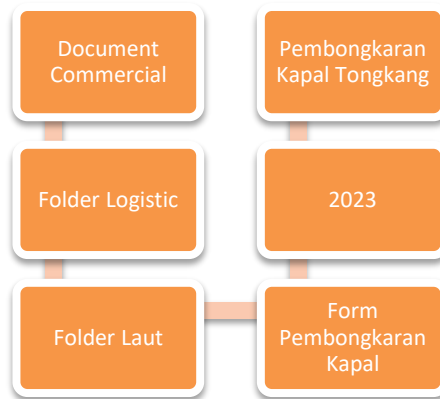 Document
Commercial
Folder Logistic
Folder Laut
Form
Pembongkaran
Kapal
2023
Pembongkaran
Kapal Tongkang